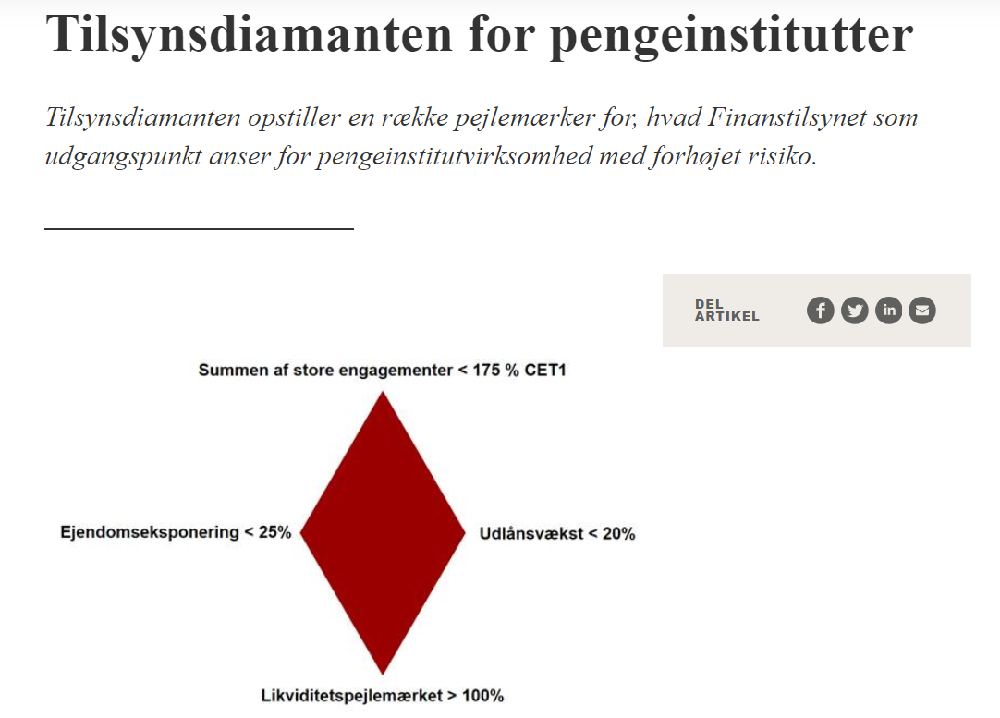 Tilsynsdiamanten for pengeinstitutter
Tilsynsdiamanten opstiller en række pejlemærker for, hvad Finanstilsynet som
udgangspunkt anser for pengeinstitutvirksomhed med forhøjet risiko.
DEL
ARTIKEL
Summen af store engagementer < 175 % CET1
Ejendomseksponering < 25%
Udlånsvækst < 20%
Likviditetspejlemærket > 100%